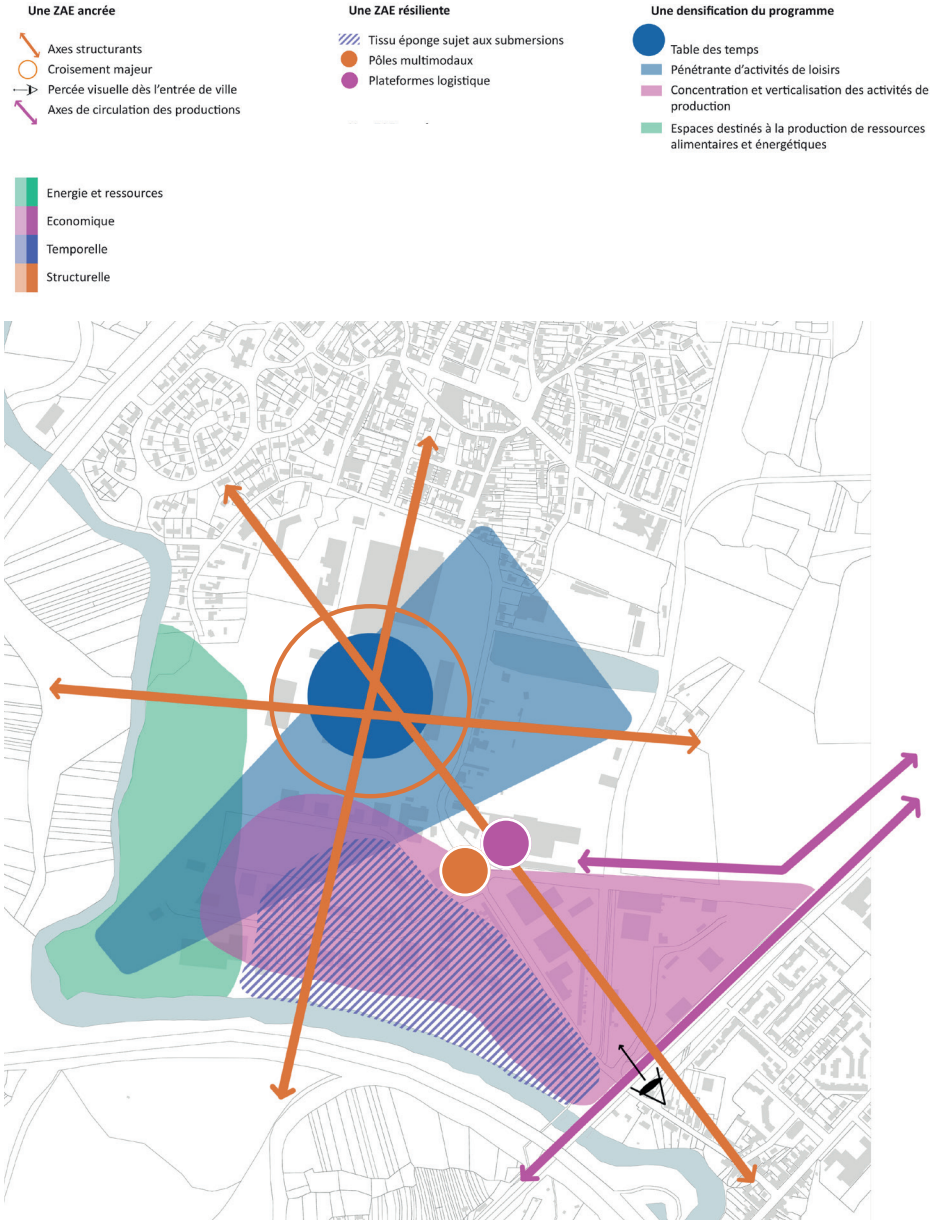 Une ZAE ancrée
Axes structurants
Croisement majeur
Percée visuelle dès l'entrée de ville
Axes de circulation des productions
Une ZAE résiliente
Tissu éponge sujet aux submersions
Pôles multimodaux
Plateformes logistique
Une densification du programme
Table des temps
Pénétrante d'activités de loisirs
Concentration et verticalisation des activités de
production
Espaces destinés à la production de ressources
alimentaires et énergétiques
Energie et ressources
Economique
Temporelle
Structurelle